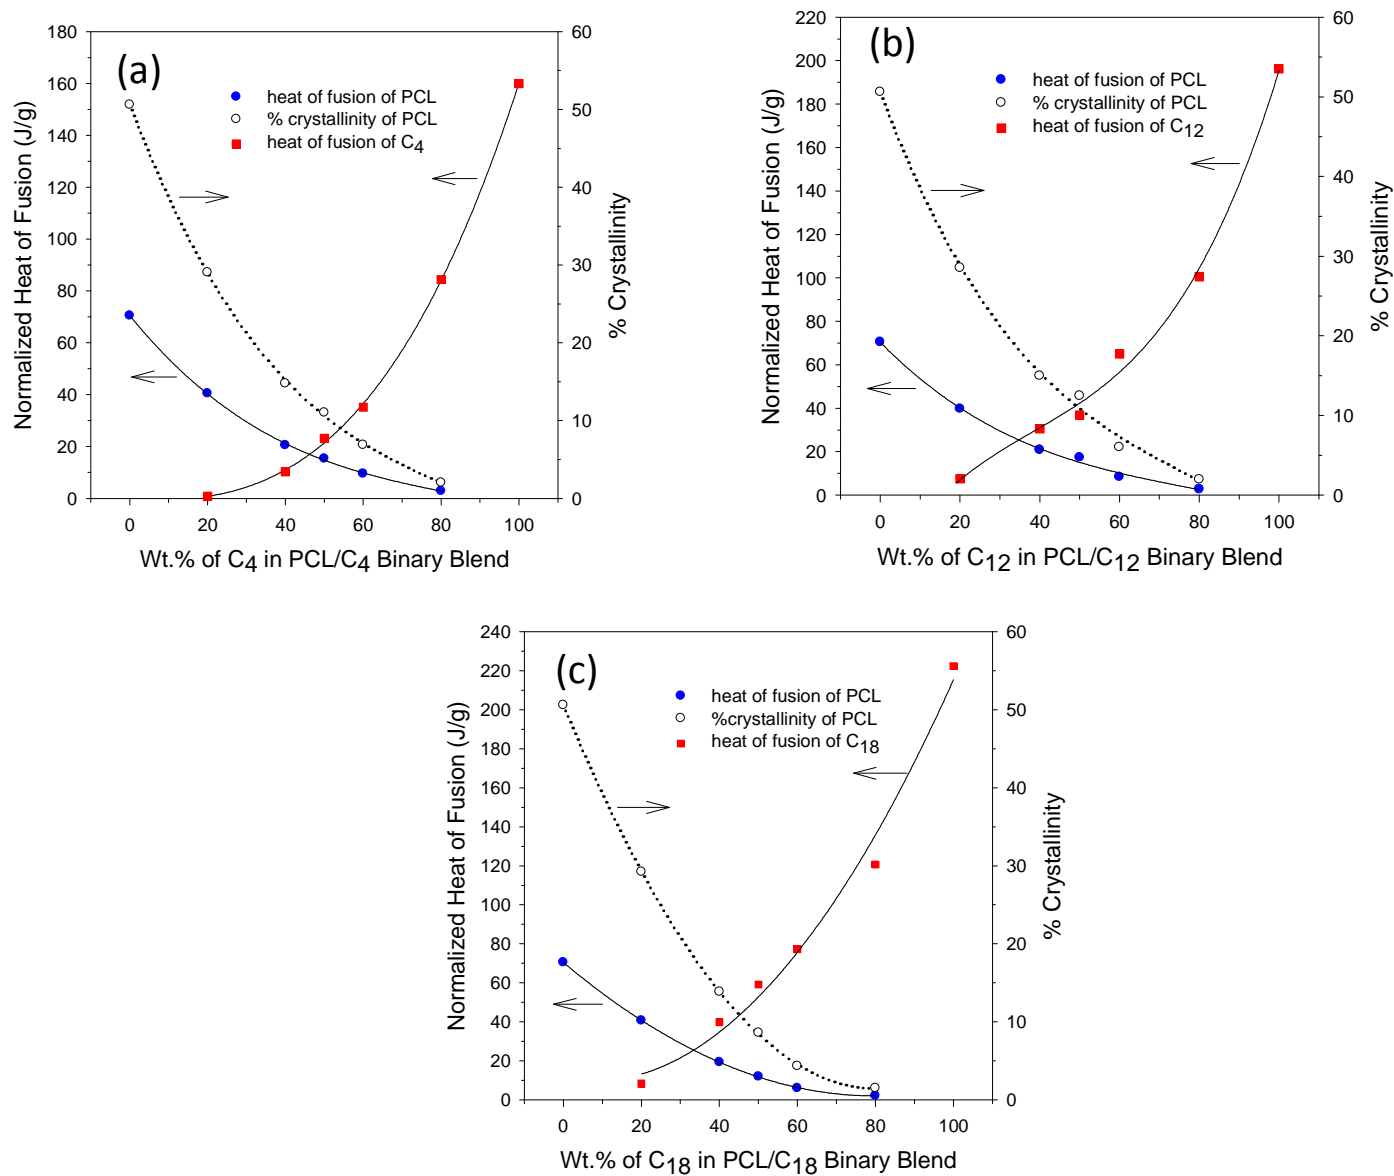 (a)
heat of fusion of PCL
% crystallinity of PCL
heat of fusion of C4
Normalized Heat of Fusion (J/g)
180
160
140
120
100
80
60
40
20
0
% Crystallinity
60
50
40
30
20
10
0
0 20 40 60 80 100
Wt.% of C4 in PCL/C4 Binary Blend
(b)
heat of fusion of PCL
% crystallinity of PCL
heat of fusion of C12
Normalized Heat of Fusion (J/g)
220
200
180
160
140
120
100
80
60
40
20
0
% Crystallinity
60
50
40
30
20
10
0
0 20 40 60 80 100
Wt.% of C12 in PCL/C12 Binary Blend
(c)
heat of fusion of PCL
%crystallinity of PCL
heat of fusion of C18
Normalized Heat of Fusion (J/g)
240
220
200
180
160
140
120
100
80
60
40
20
0
% Crystallinity
60
50
40
30
20
10
0
0 20 40 60 80 100
Wt.% of C18 in PCL/C18 Binary Blend